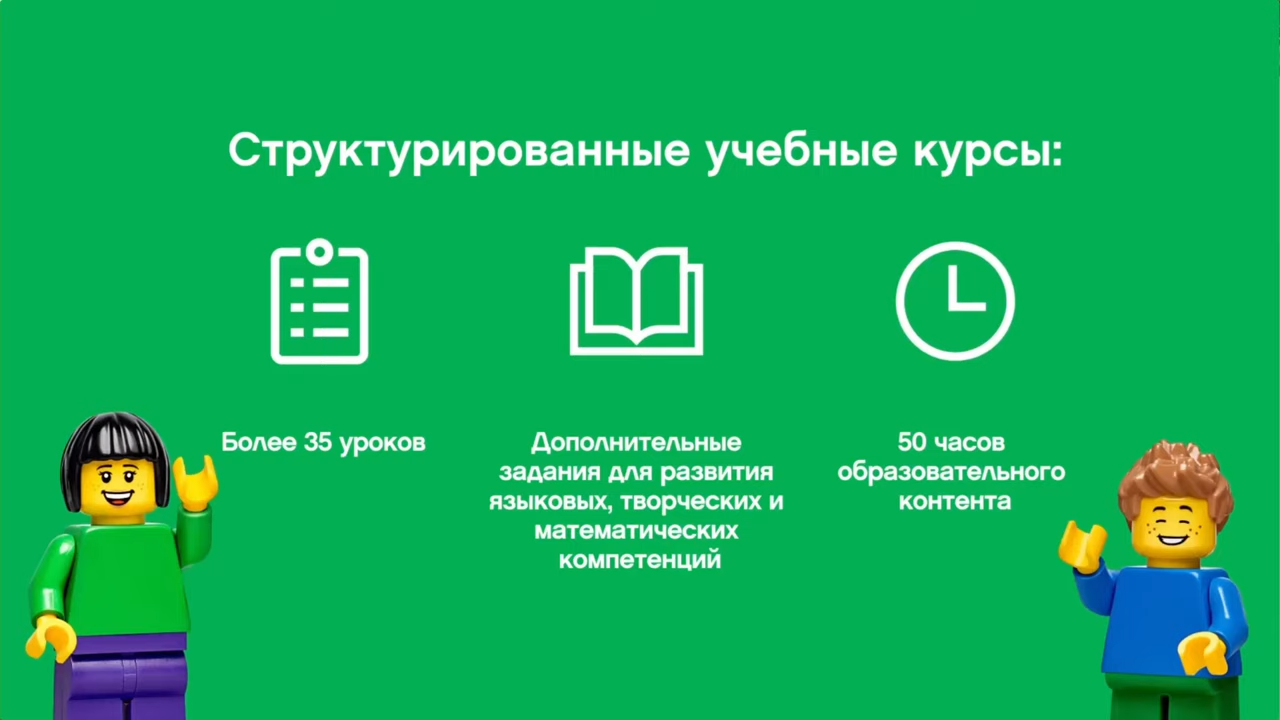 Структурированные учебные курсы:
Более 35 уроков
Дополнительные
задания для развития
языковых, творческих и
математических
компетенций
50 часов
образовательного
контента